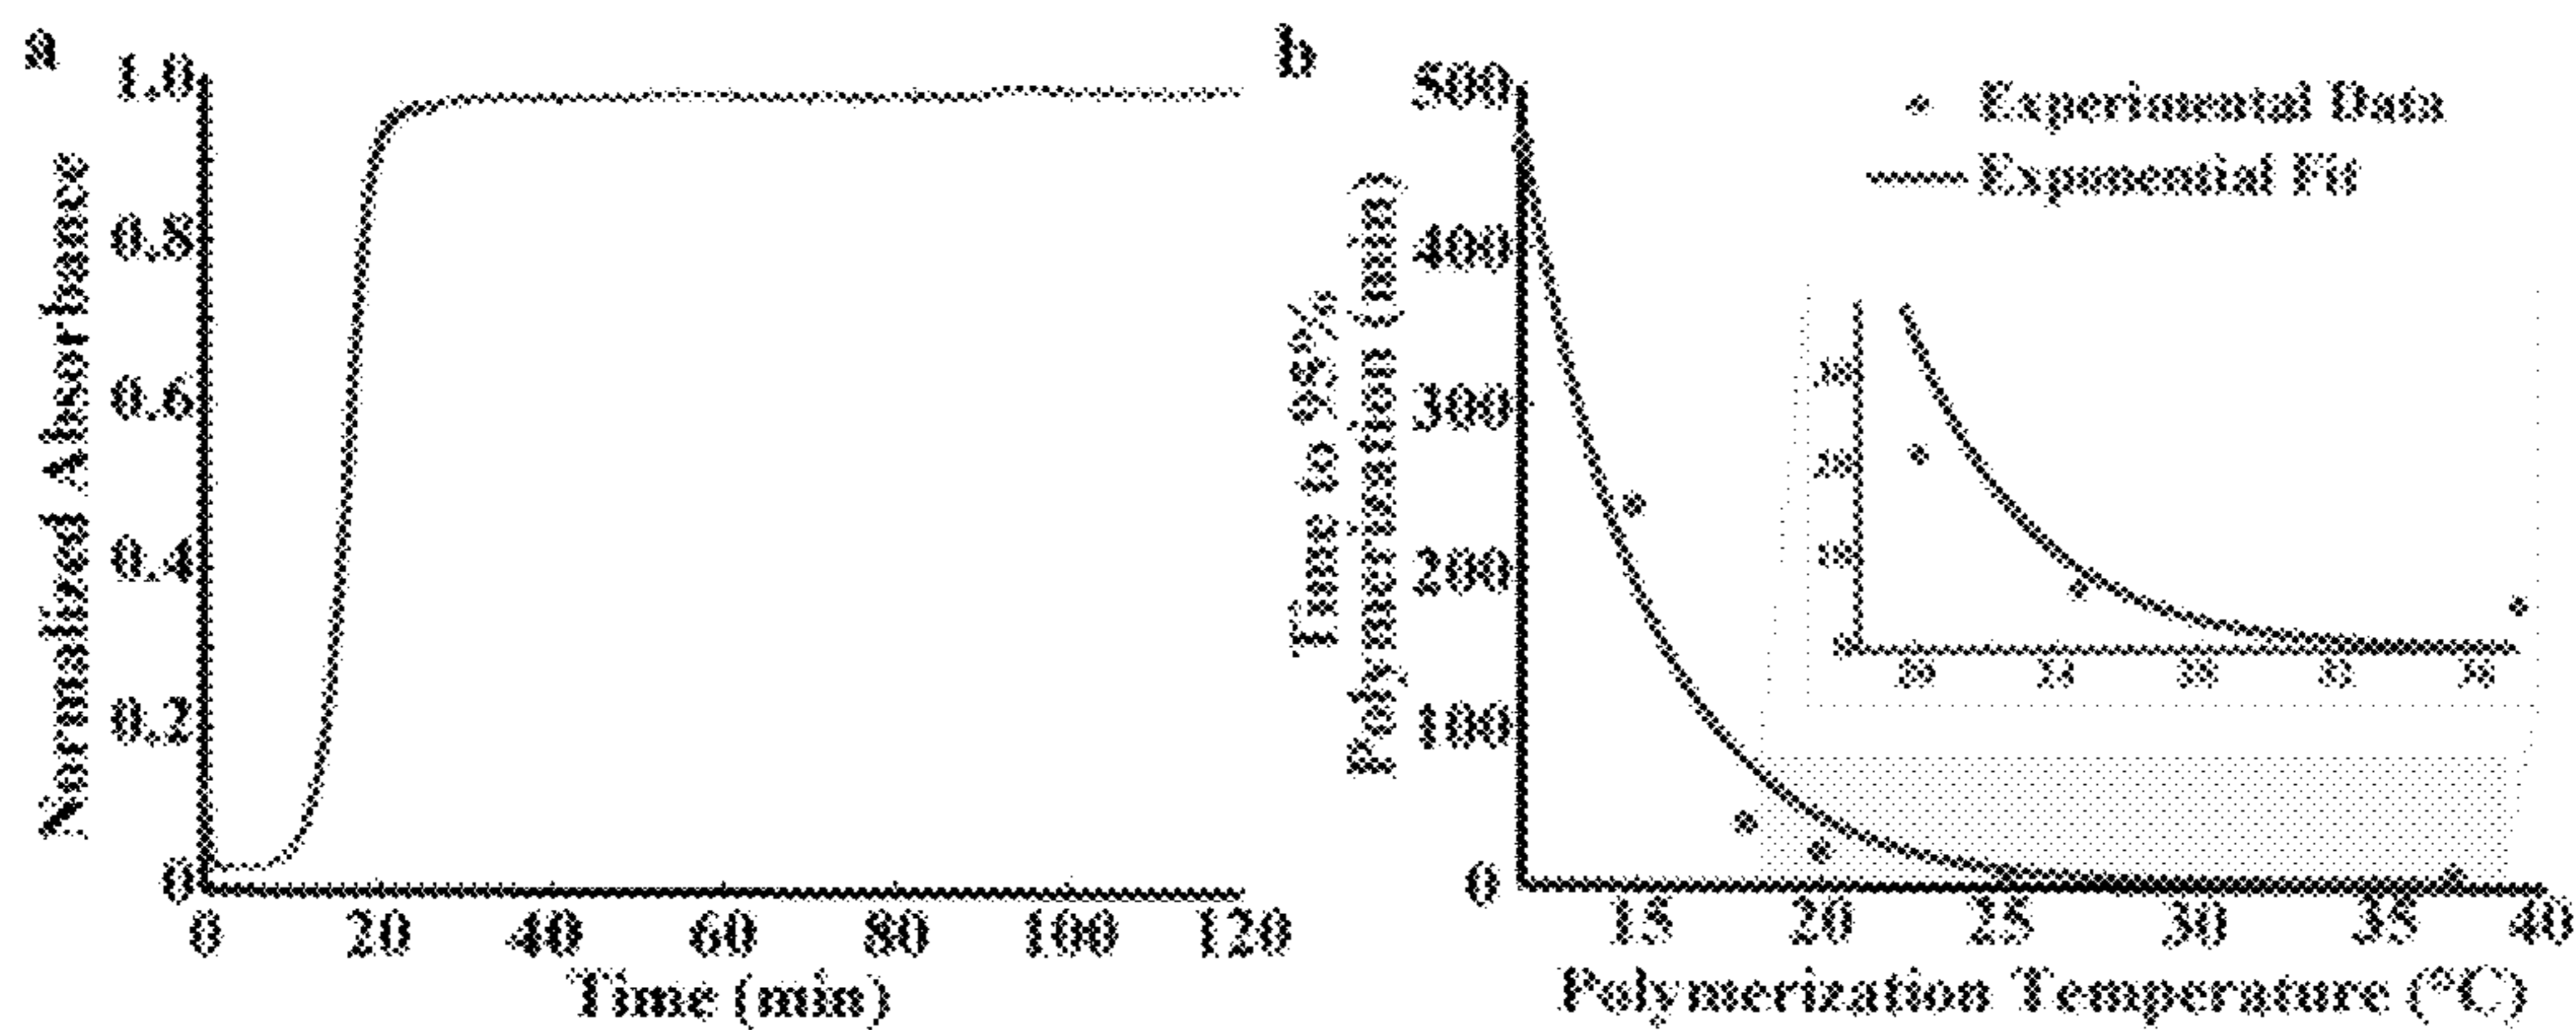 a
1.0
0.8
0.6
0.4
0.2
0
Normalized Absorbance
0 20 40 60 80 100 120
Time (min)
b
500
400
300
200
100
0
Time to 95%
Polymerization (min)
Experimental Data
Exponential Fit
15 20 25 30 35 40
Polymerization Temperature (°C)